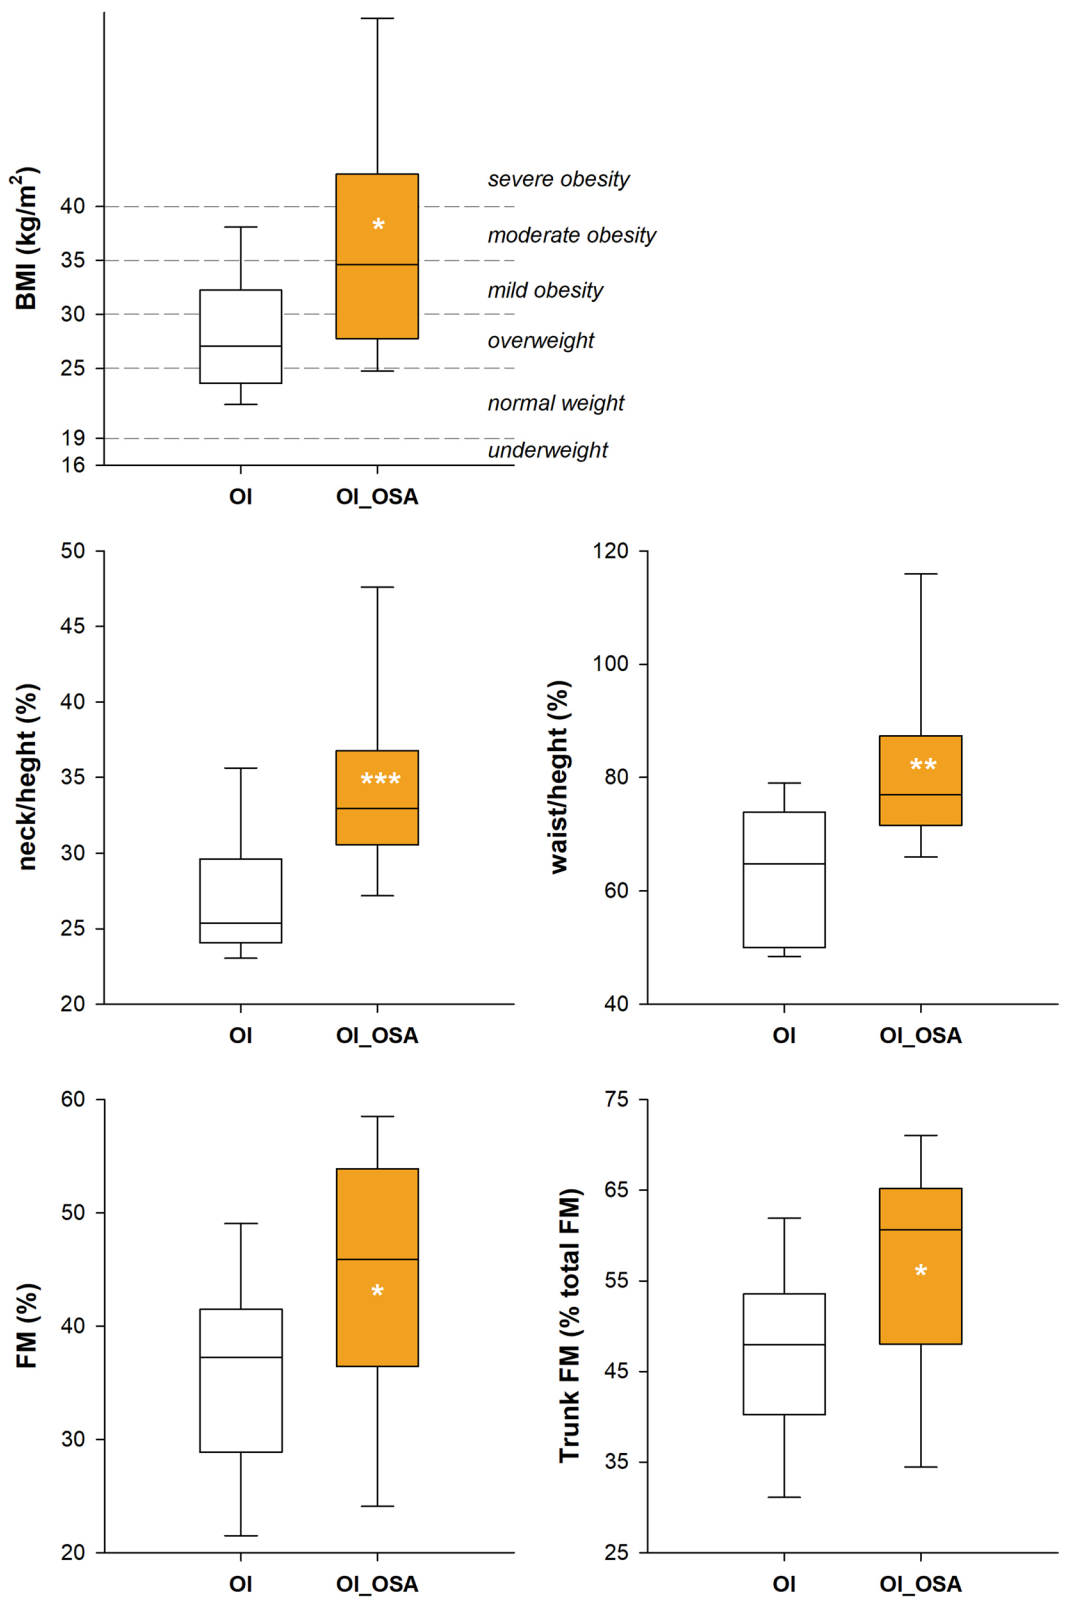 BMI (kg/m²)
severe obesity
40
moderate obesity
35
mild obesity
30
overweight
25
normal weight
19
underweight
16
OI OI_OSA
neck/heght (%)
50
45
40
35
30
25
20
***
OI OI_OSA
waist/heght (%)
120
100
80
60
40
**
OI OI_OSA
FM (%)
60
50
40
30
20
*
OI OI_OSA
Trunk FM (% total FM)
75
65
55
45
35
25
*
OI OI_OSA